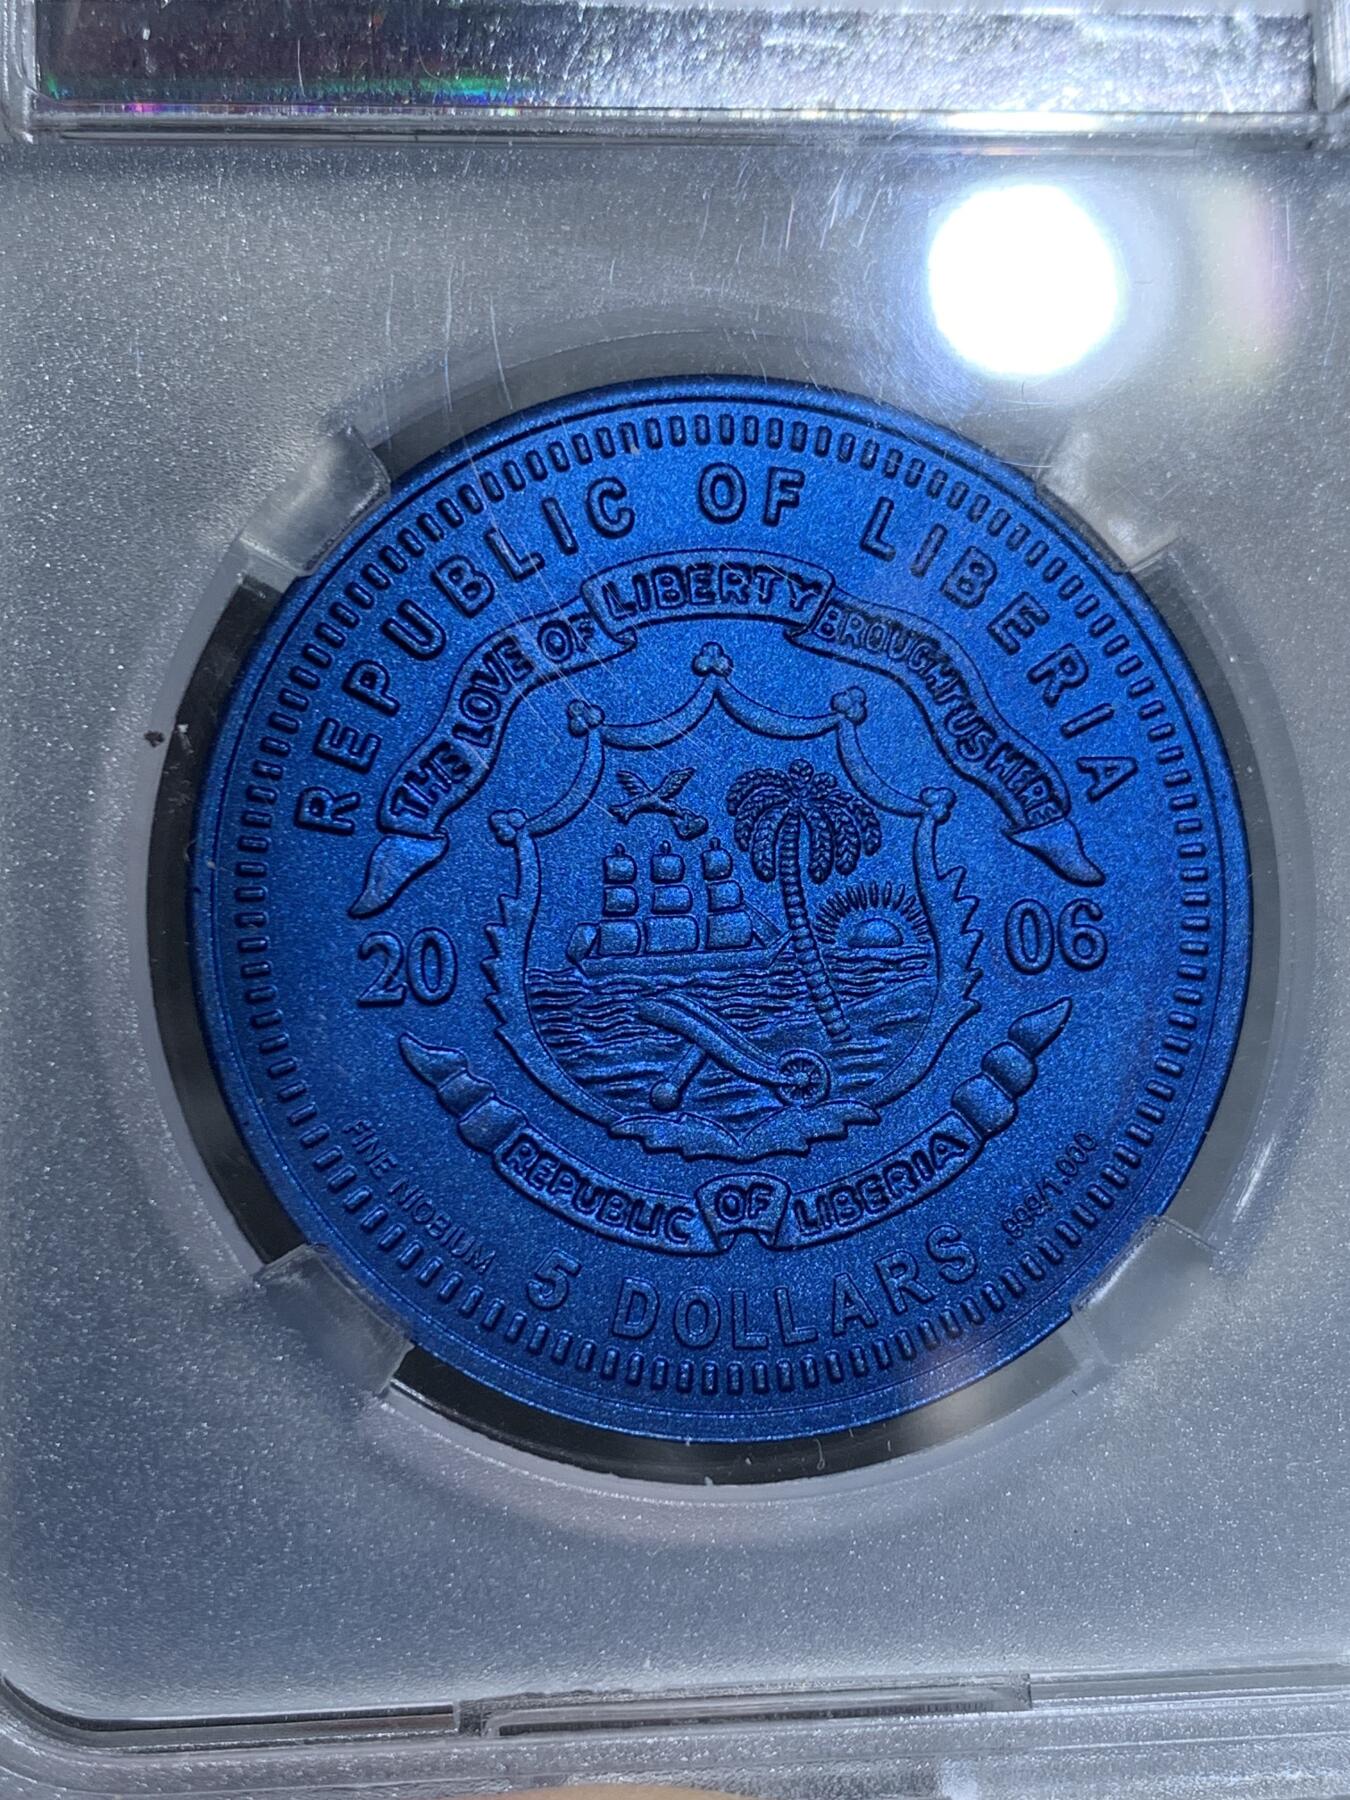 REPUBLIC OF LIBERIA
THE LOVE OF LIBERTY BROUGHT US HERE
20 06
REPUBLIC OF LIBERIA
FINE NIOBIUM
999/1.000
5 DOLLARS